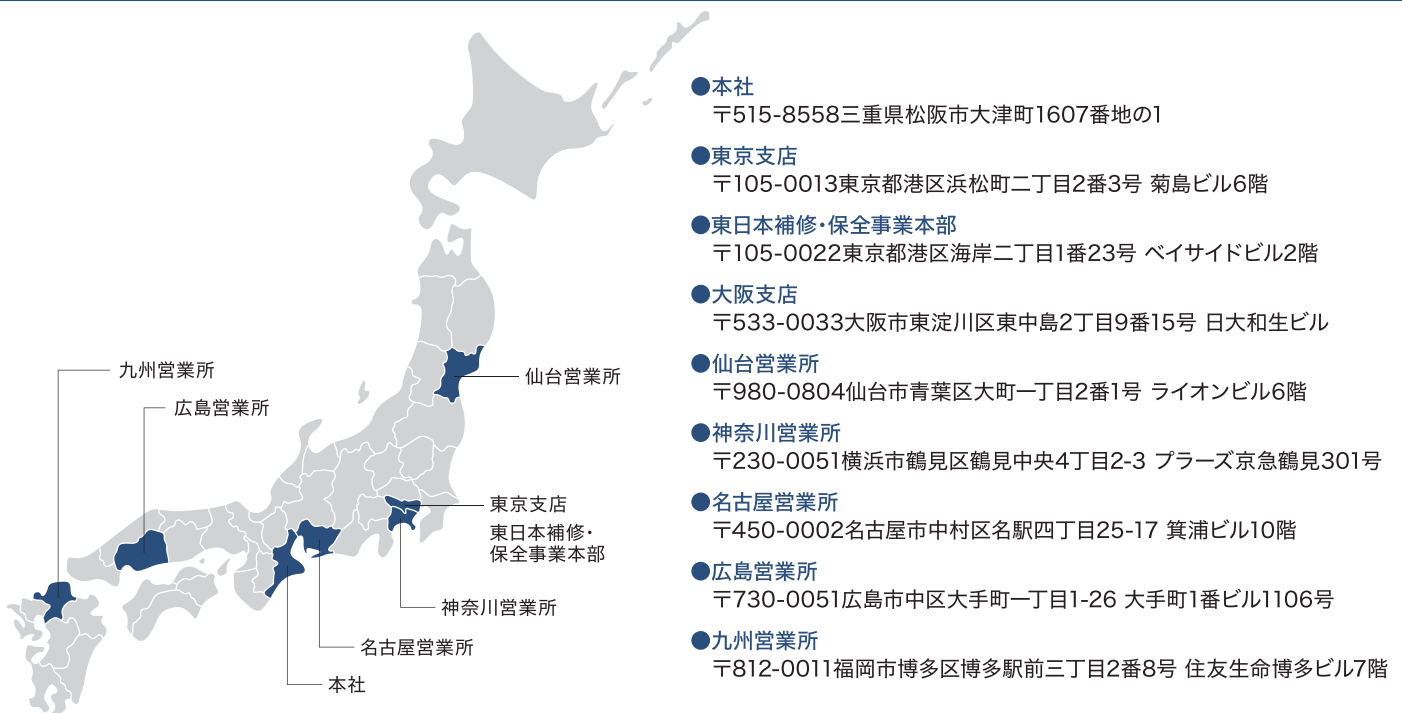 ●本社
〒515-8558三重県松阪市大津町1607番地の1
●東京支店
〒105-0013東京都港区浜松町二丁目2番3号 菊島ビル6階
●東日本補修・保全事業本部
〒105-0022東京都港区海岸二丁目1番23号 ベイサイドビル2階
●大阪支店
〒533-0033大阪市東淀川区東中島2丁目9番15号 日大和生ビル
●仙台営業所
〒980-0804仙台市青葉区大町一丁目2番1号 ライオンビル6階
●神奈川営業所
〒230-0051横浜市鶴見区鶴見中央4丁目2-3 プラーズ京急鶴見301号
●名古屋営業所
〒450-0002名古屋市中村区名駅四丁目25-17 箕浦ビル10階
●広島営業所
〒730-0051広島市中区大手町一丁目1-26 大手町1番ビル1106号
●九州営業所
〒812-0011福岡市博多区博多駅前三丁目2番8号 住友生命博多ビル7階
九州営業所
広島営業所
仙台営業所
東京支店
東日本補修・
保全事業本部
神奈川営業所
名古屋営業所
本社